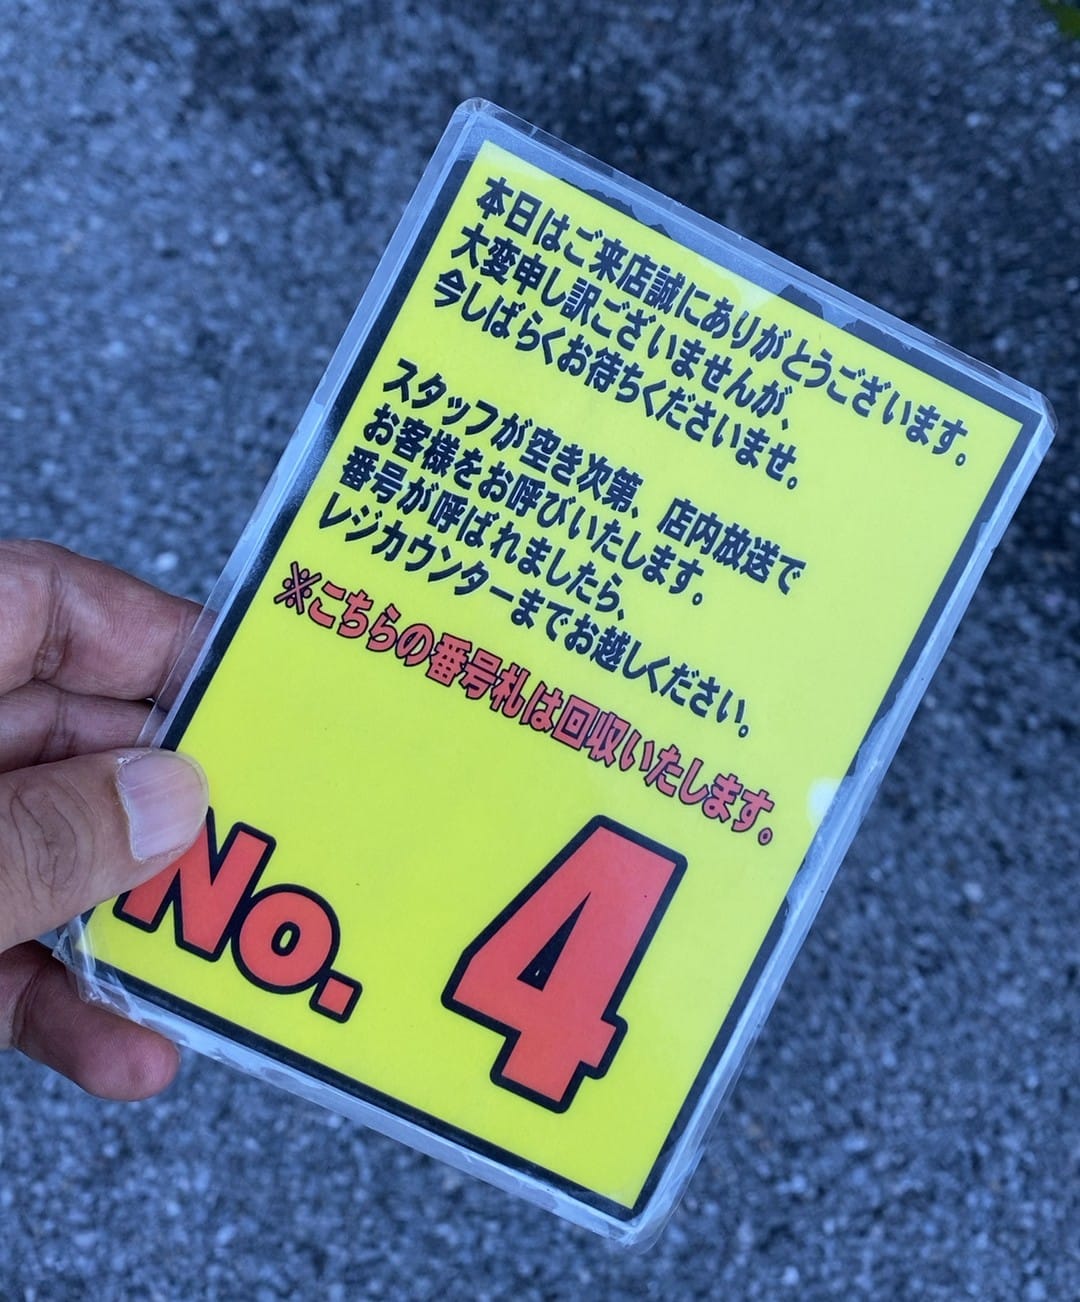 本日はご来店誠にありがとうございます。
大変申し訳ございませんが、
今しばらくお待ちくださいませ。
スタッフが空き次第、店内放送で
お客様をお呼びいたします。
番号が呼ばれましたら、
レジカウンターまでお越しください。
※こちらの番号札は回収いたします。
No. 4